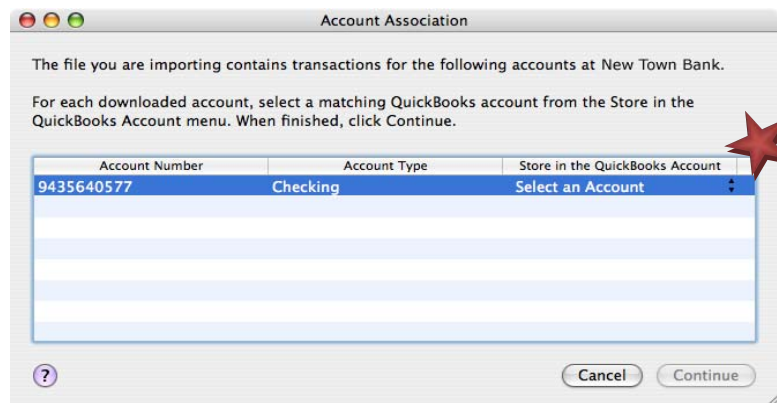 Account Association
The file you are importing contains transactions for the following accounts at New Town Bank.
For each downloaded account, select a matching QuickBooks account from the Store in the
QuickBooks Account menu. When finished, click Continue.
Account Number Account Type Store in the QuickBooks Account
9435640577 Checking Select an Account
? Cancel Continue